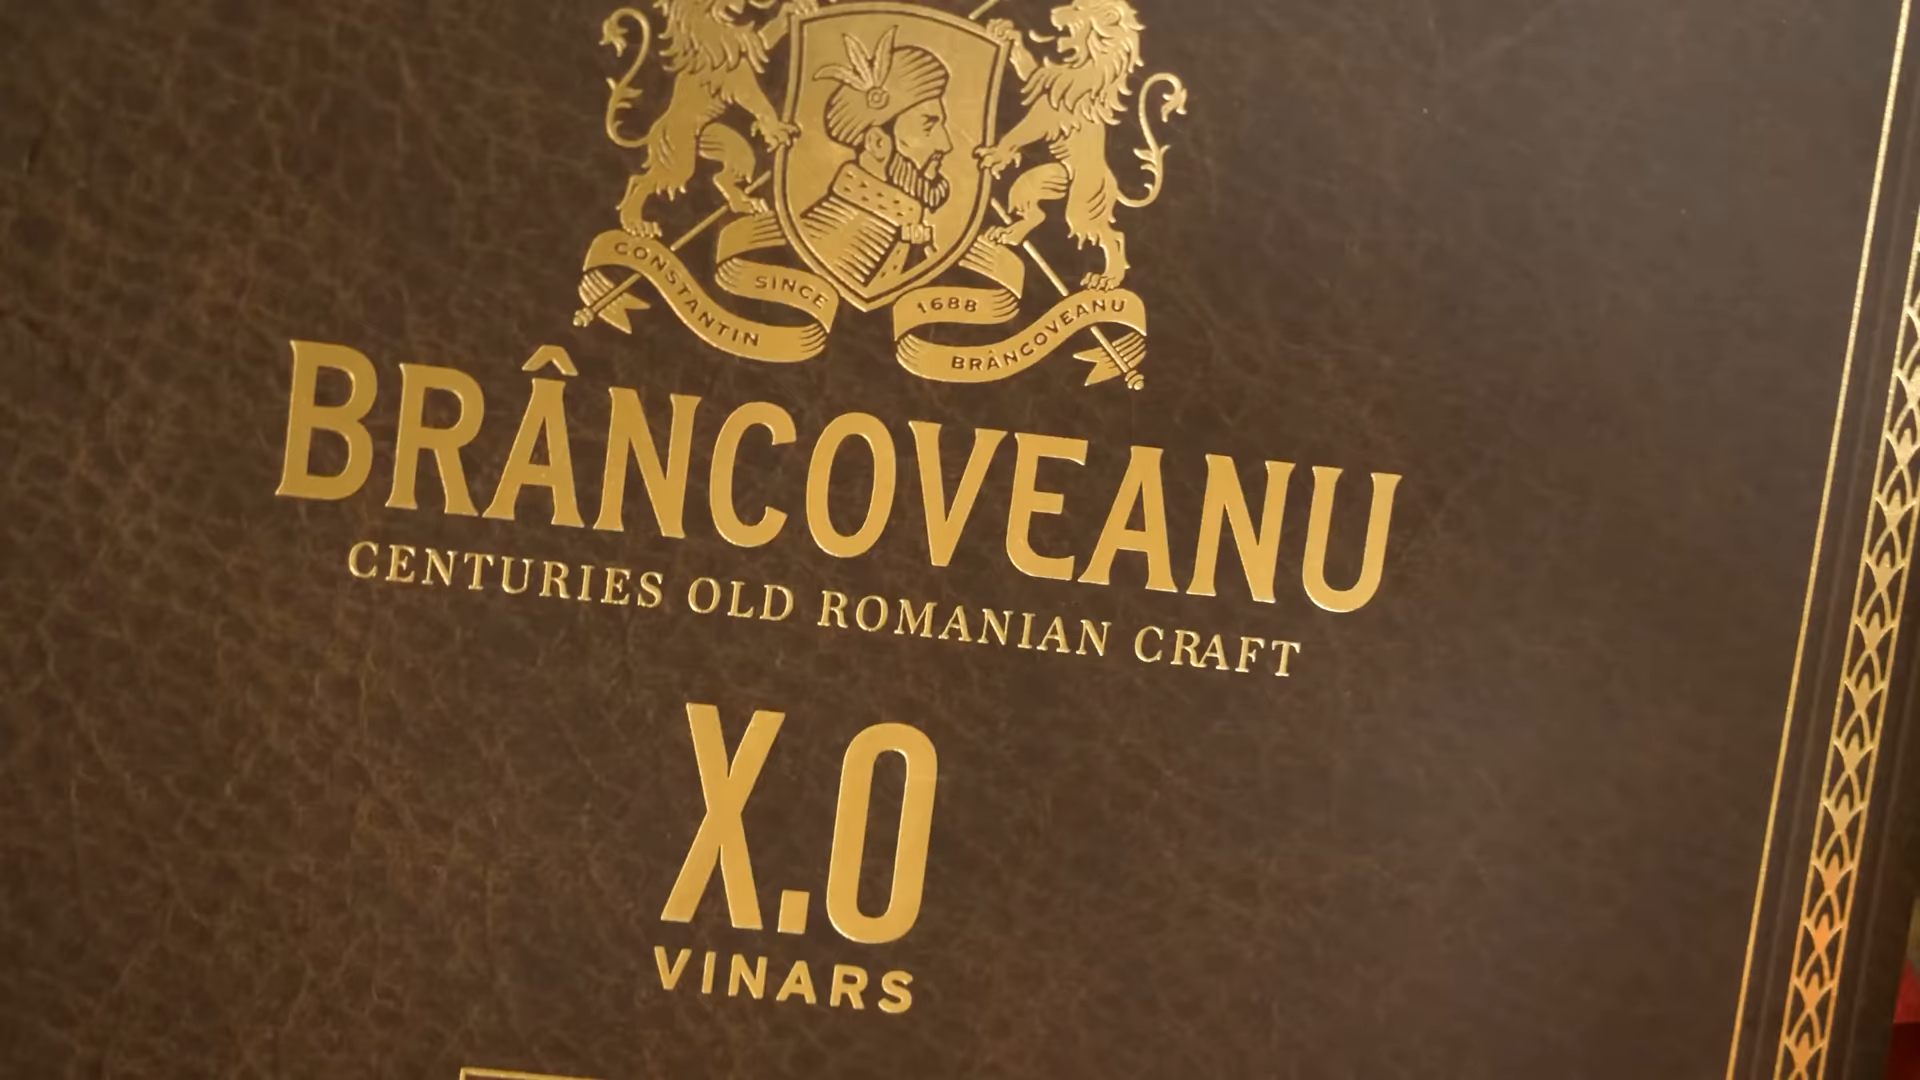 CONSTANTIN SINCE 1688 BRÂNCOVEANU
BRÂNCOVEANU
CENTURIES OLD ROMANIAN CRAFT
X.O
VINARS